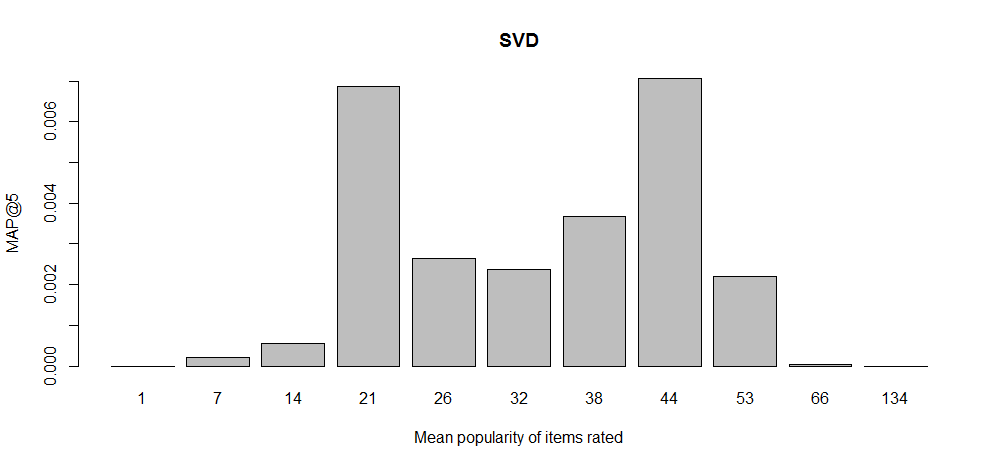 SVD
MAP@5
0.000 0.002 0.004 0.006
1 7 14 21 26 32 38 44 53 66 134
Mean popularity of items rated